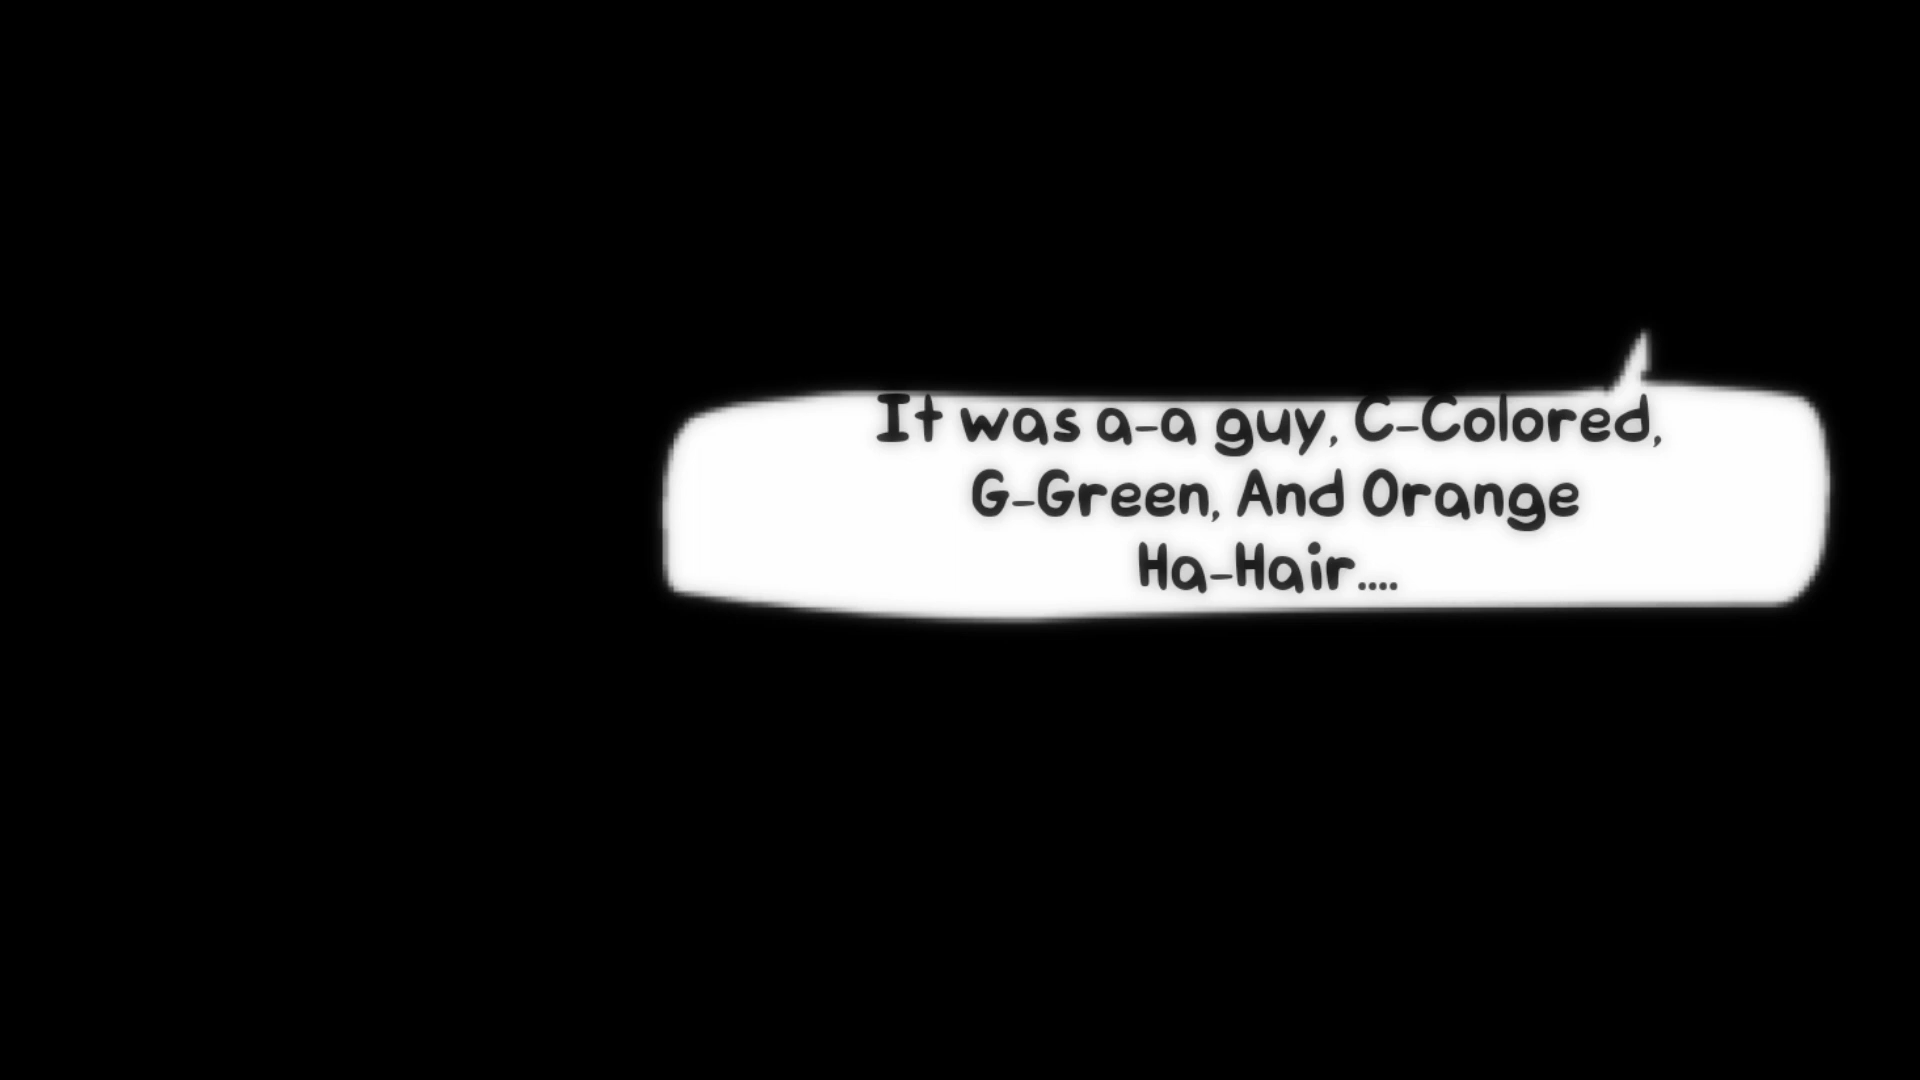 It was a-a guy, C-Colored,
G-Green, And Orange
Ha-Hair....